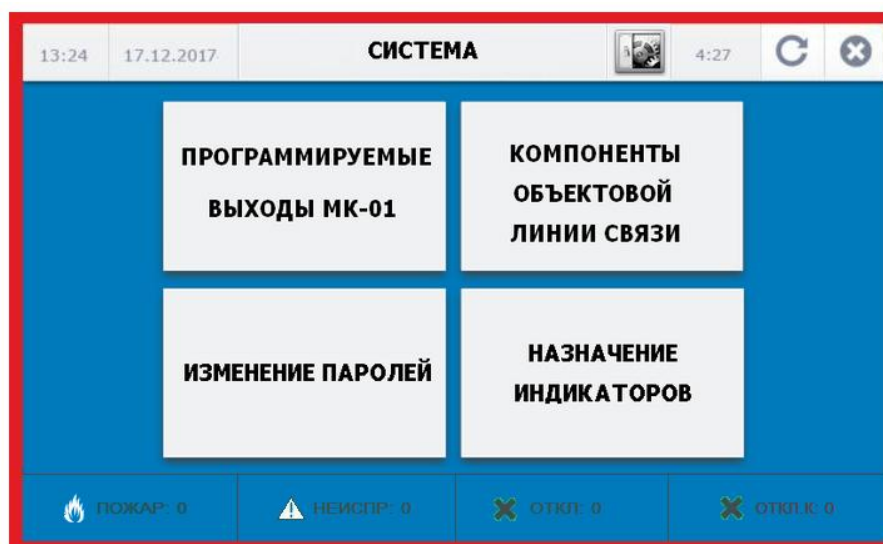 13:24 17.12.2017 СИСТЕМА 4:27
ПРОГРАММИРУЕМЫЕ
ВЫХОДЫ МК-01
КОМПОНЕНТЫ
ОБЪЕКТОВОЙ
ЛИНИИ СВЯЗИ
ИЗМЕНЕНИЕ ПАРОЛЕЙ
НАЗНАЧЕНИЕ
ИНДИКАТОРОВ
ПОЖАР: 0 НЕИСПР: 0 ОТКЛ: 0 ОТКЛ.К: 0